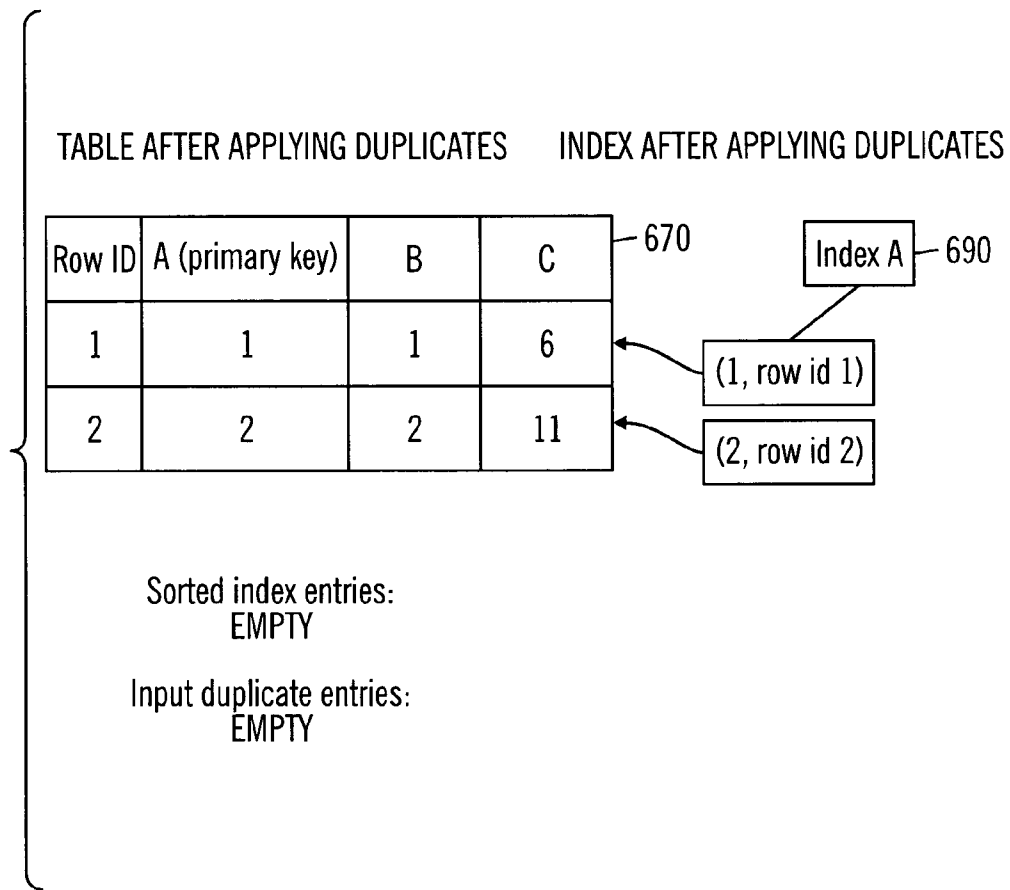 TABLE AFTER APPLYING DUPLICATES
INDEX AFTER APPLYING DUPLICATES
Row ID A (primary key) B C
670
1 1 1 6
2 2 2 11
Index A
690
(1, row id 1)
(2, row id 2)
Sorted index entries:
EMPTY
Input duplicate entries:
EMPTY